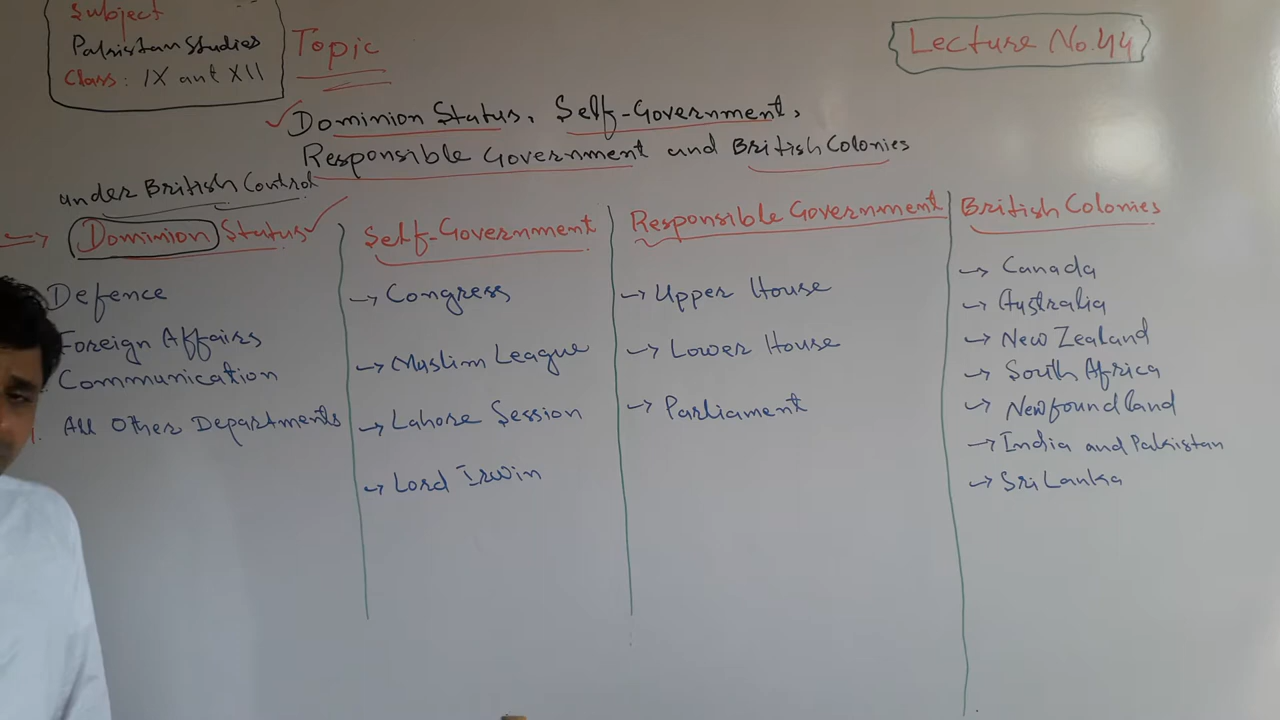 Subject
Pakistan Studies
Class: IX ant XII
Topic
Lecture No.44
Dominion Status, Self-Government,
Responsible Government and British Colonies
under British Control
Dominion Status
Defence
Foreign Affairs
Communication
All Other Departments
Self-Government
→ Congress
→ Muslim League
→ Lahore Session
→ Lord Irwin
Responsible Government
→ Upper House
→ Lower House
→ Parliament
British Colonies
→ Canada
→ Australia
→ New Zealand
→ South Africa
→ Newfoundland
→ India and Pakistan
→ Sri Lanka